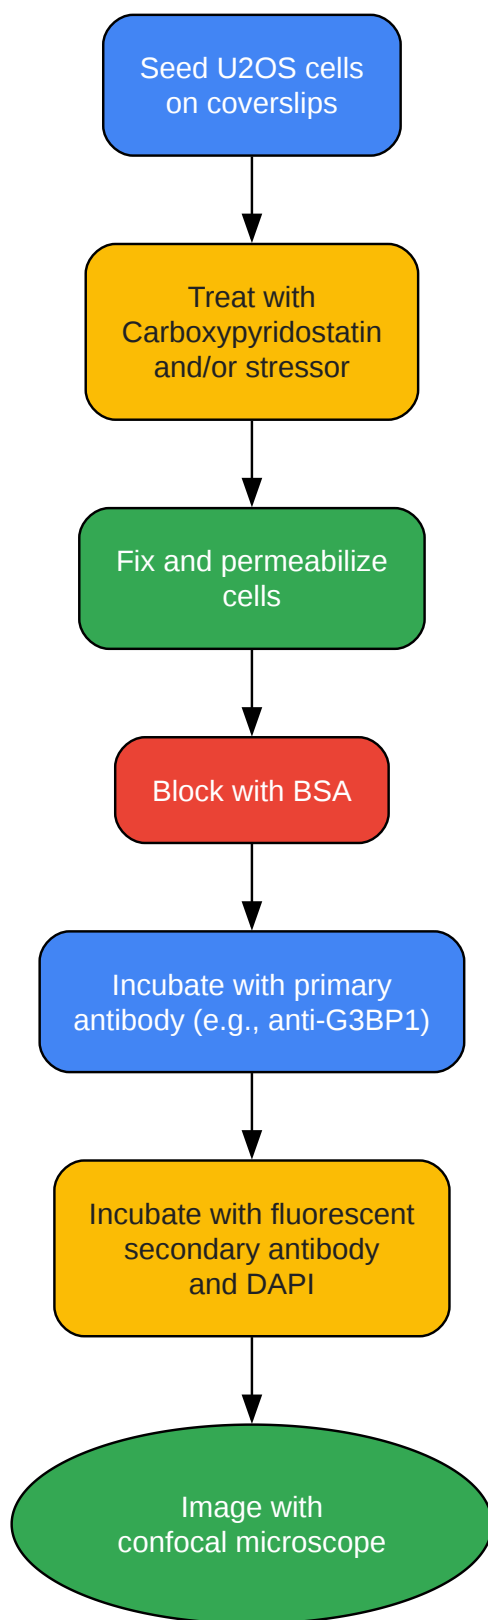 Seed U2OS cells
on coverslips
Treat with
Carboxypyridostatin
and/or stressor
Fix and permeabilize
cells
Block with BSA
Incubate with primary
antibody (e.g., anti-G3BP1)
Incubate with fluorescent
secondary antibody
and DAPI
Image with
confocal microscope